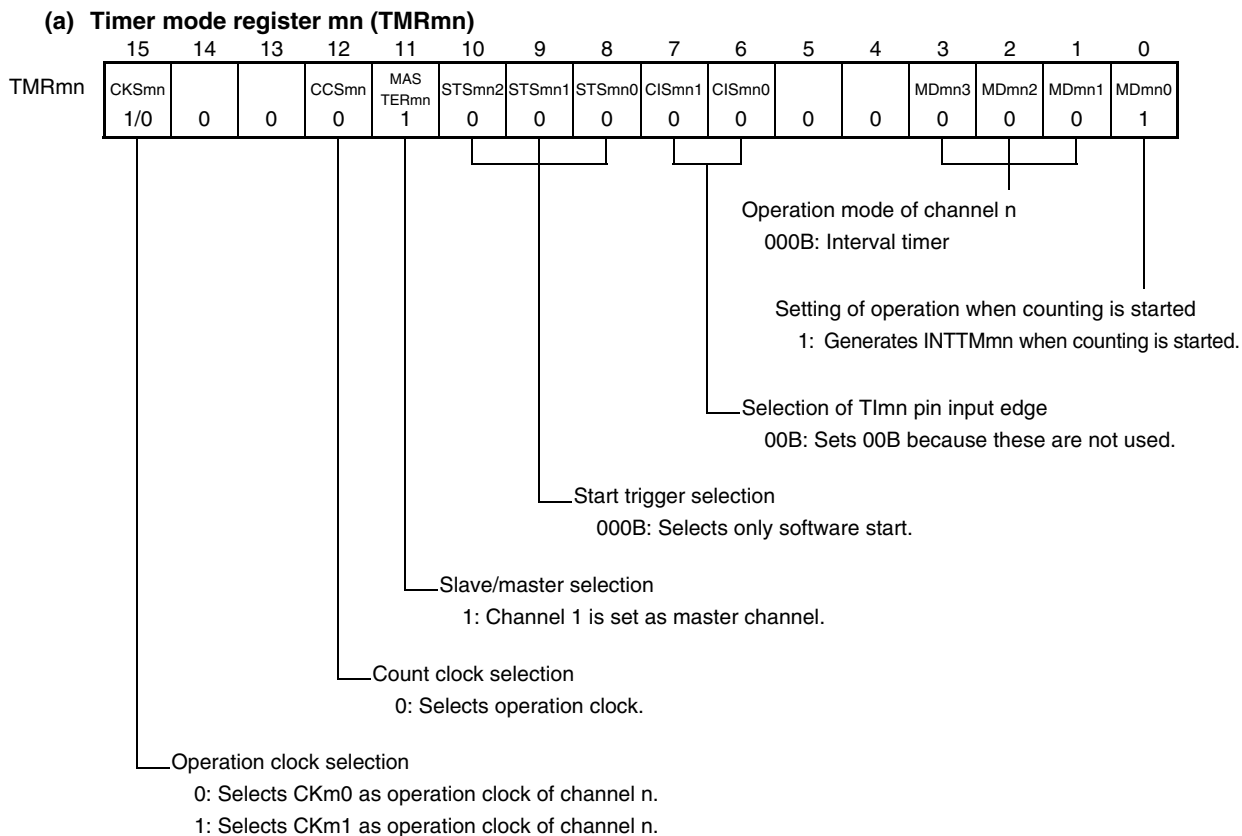 (a) Timer mode register mn (TMRmn)
15 14 13 12 11 10 9 8 7 6 5 4 3 2 1 0
TMRmn CKSmn CCSmn MAS TERmn STSmn2 STSmn1 STSmn0 CISmn1 CISmn0 MDmn3 MDmn2 MDmn1 MDmn0
1/0 0 0 0 1 0 0 0 0 0 0 0 0 0 0 1
Operation mode of channel n
000B: Interval timer
Setting of operation when counting is started
1: Generates INTTMmn when counting is started.
Selection of TImn pin input edge
00B: Sets 00B because these are not used.
Start trigger selection
000B: Selects only software start.
Slave/master selection
1: Channel 1 is set as master channel.
Count clock selection
0: Selects operation clock.
Operation clock selection
0: Selects CKm0 as operation clock of channel n.
1: Selects CKm1 as operation clock of channel n.